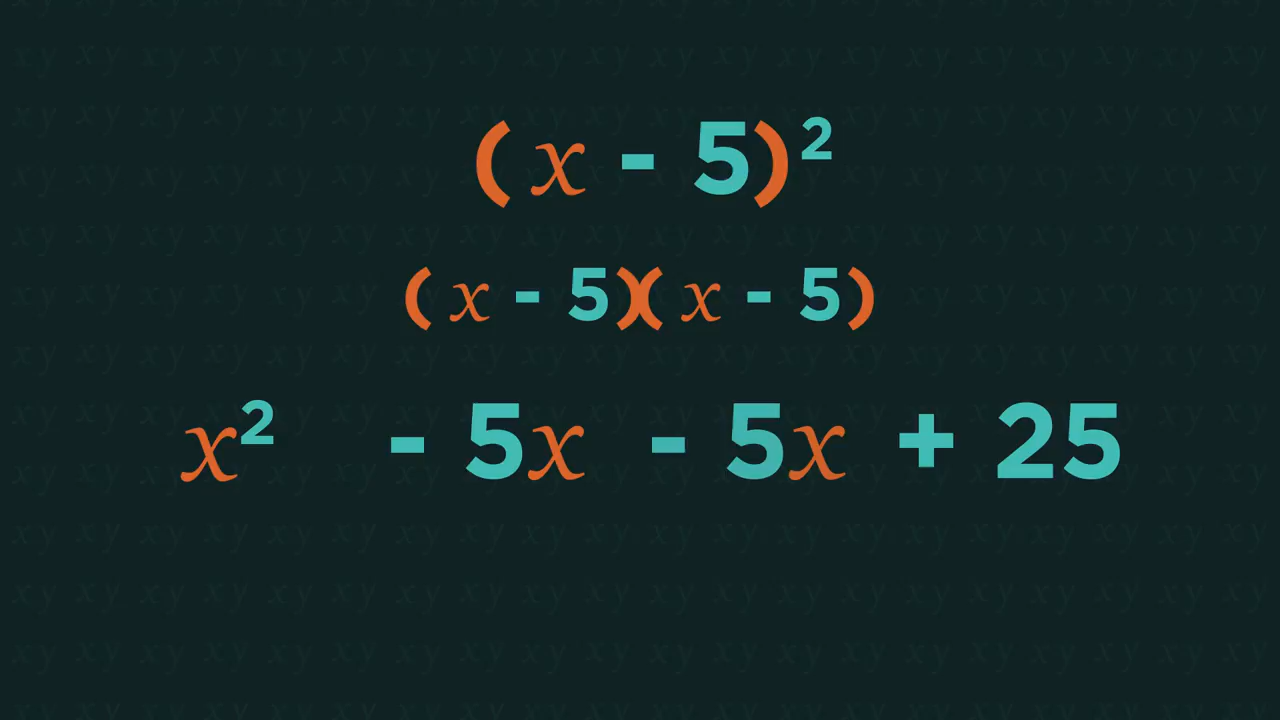 (x - 5)²
(x - 5)(x - 5)
x² - 5x - 5x + 25